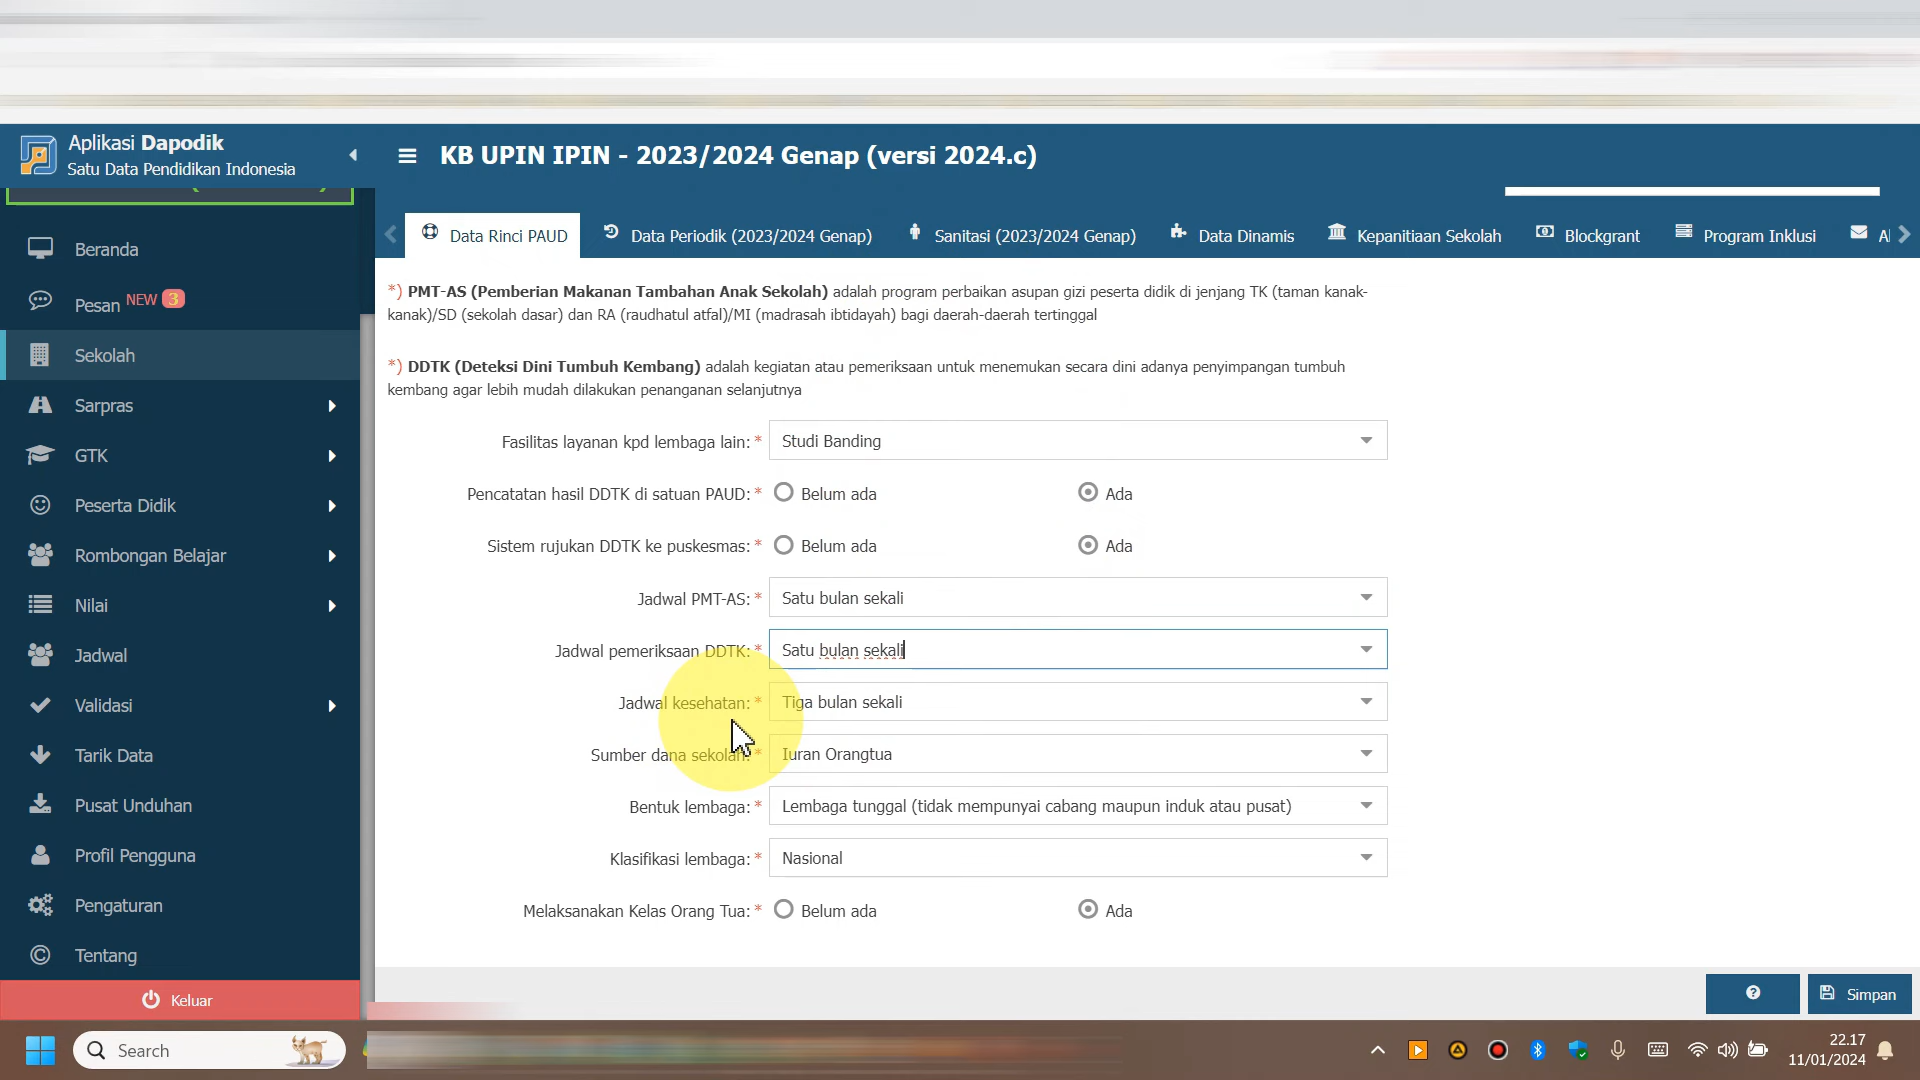 Aplikasi Dapodik
Satu Data Pendidikan Indonesia
KB UPIN IPIN - 2023/2024 Genap (versi 2024.c)
Beranda
Pesan NEW 3
Sekolah
Sarpras
GTK
Peserta Didik
Rombongan Belajar
Nilai
Jadwal
Validasi
Tarik Data
Pusat Unduhan
Profil Pengguna
Pengaturan
Tentang
Keluar
Data Rinci PAUD
Data Periodik (2023/2024 Genap)
Sanitasi (2023/2024 Genap)
Data Dinamis
Kepanitiaan Sekolah
Blockgrant
Program Inklusi
*) PMT-AS (Pemberian Makanan Tambahan Anak Sekolah) adalah program perbaikan asupan gizi peserta didik di jenjang TK (taman kanak-
kanak)/SD (sekolah dasar) dan RA (raudhatul atfal)/MI (madrasah ibtidayah) bagi daerah-daerah tertinggal
*) DDTK (Deteksi Dini Tumbuh Kembang) adalah kegiatan atau pemeriksaan untuk menemukan secara dini adanya penyimpangan tumbuh
kembang agar lebih mudah dilakukan penanganan selanjutnya
Fasilitas layanan kpd lembaga lain: * Studi Banding
Pencatatan hasil DDTK di satuan PAUD: * Belum ada Ada
Sistem rujukan DDTK ke puskesmas: * Belum ada Ada
Jadwal PMT-AS: * Satu bulan sekali
Jadwal pemeriksaan DDTK: * Satu bulan sekali
Jadwal kesehatan: * Tiga bulan sekali
Sumber dana sekolah: * Iuran Orangtua
Bentuk lembaga: * Lembaga tunggal (tidak mempunyai cabang maupun induk atau pusat)
Klasifikasi lembaga: * Nasional
Melaksanakan Kelas Orang Tua: * Belum ada Ada
Simpan
Search
22.17
11/01/2024